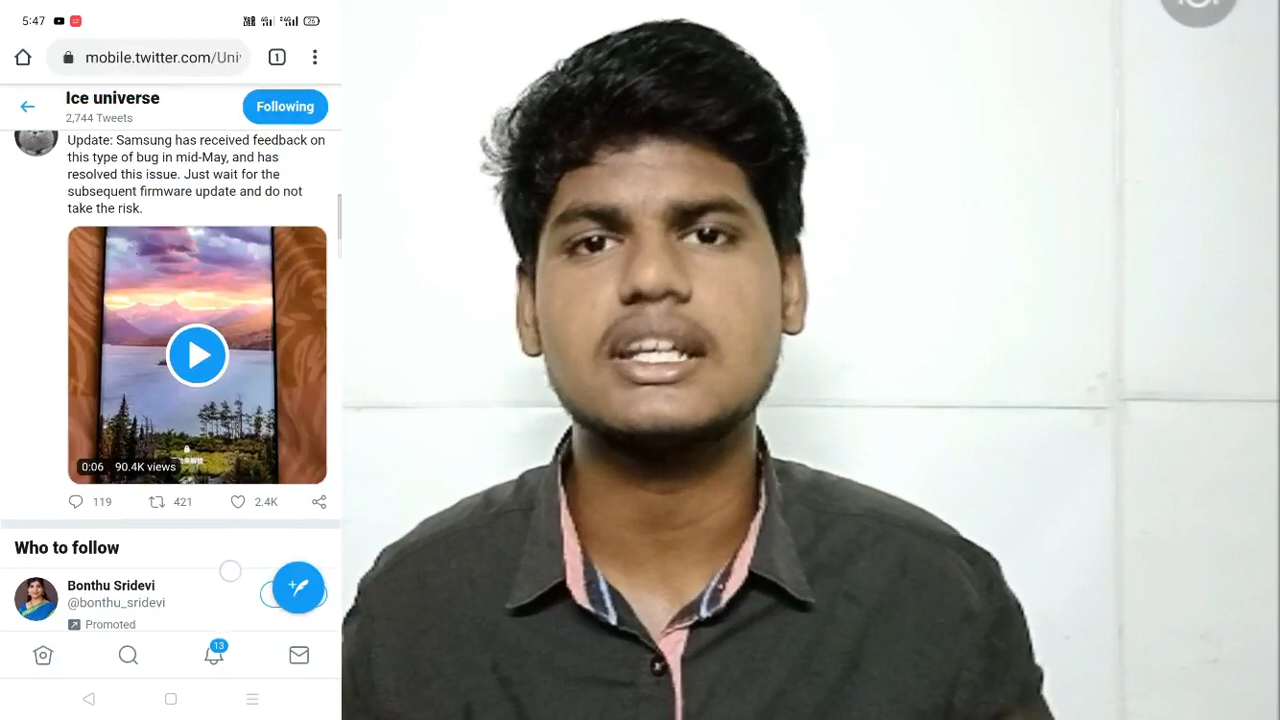 5:47
26
mobile.twitter.com/Uni
1
Ice universe
2,744 Tweets
Following
Update: Samsung has received feedback on
this type of bug in mid-May, and has
resolved this issue. Just wait for the
subsequent firmware update and do not
take the risk.
0:06 90.4K views
119 421 2.4K
Who to follow
Bonthu Sridevi
@bonthu_sridevi
Promoted
13